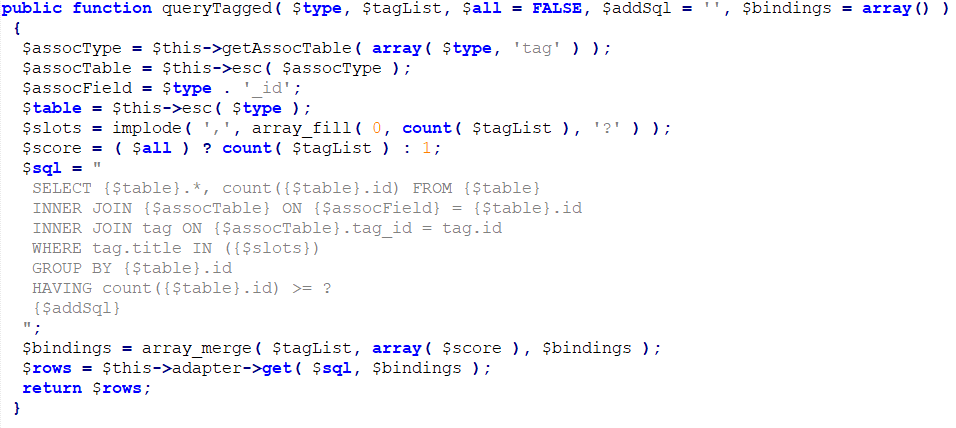 public function queryTagged( $type, $tagList, $all = FALSE, $addSql = '', $bindings = array() )
{
$assocType = $this->getAssocTable( array( $type, 'tag' ) );
$assocTable = $this->esc( $assocType );
$assocField = $type . '_id';
$table = $this->esc( $type );
$slots = implode( ',', array_fill( 0, count( $tagList ), '?' ) );
$score = ( $all ) ? count( $tagList ) : 1;
$sql = "
SELECT {$table}.*, count({$table}.id) FROM {$table}
INNER JOIN {$assocTable} ON {$assocField} = {$table}.id
INNER JOIN tag ON {$assocTable}.tag_id = tag.id
WHERE tag.title IN ({$slots})
GROUP BY {$table}.id
HAVING count({$table}.id) >= ?
{$addSql}
";
$bindings = array_merge( $tagList, array( $score ), $bindings );
$rows = $this->adapter->get( $sql, $bindings );
return $rows;
}